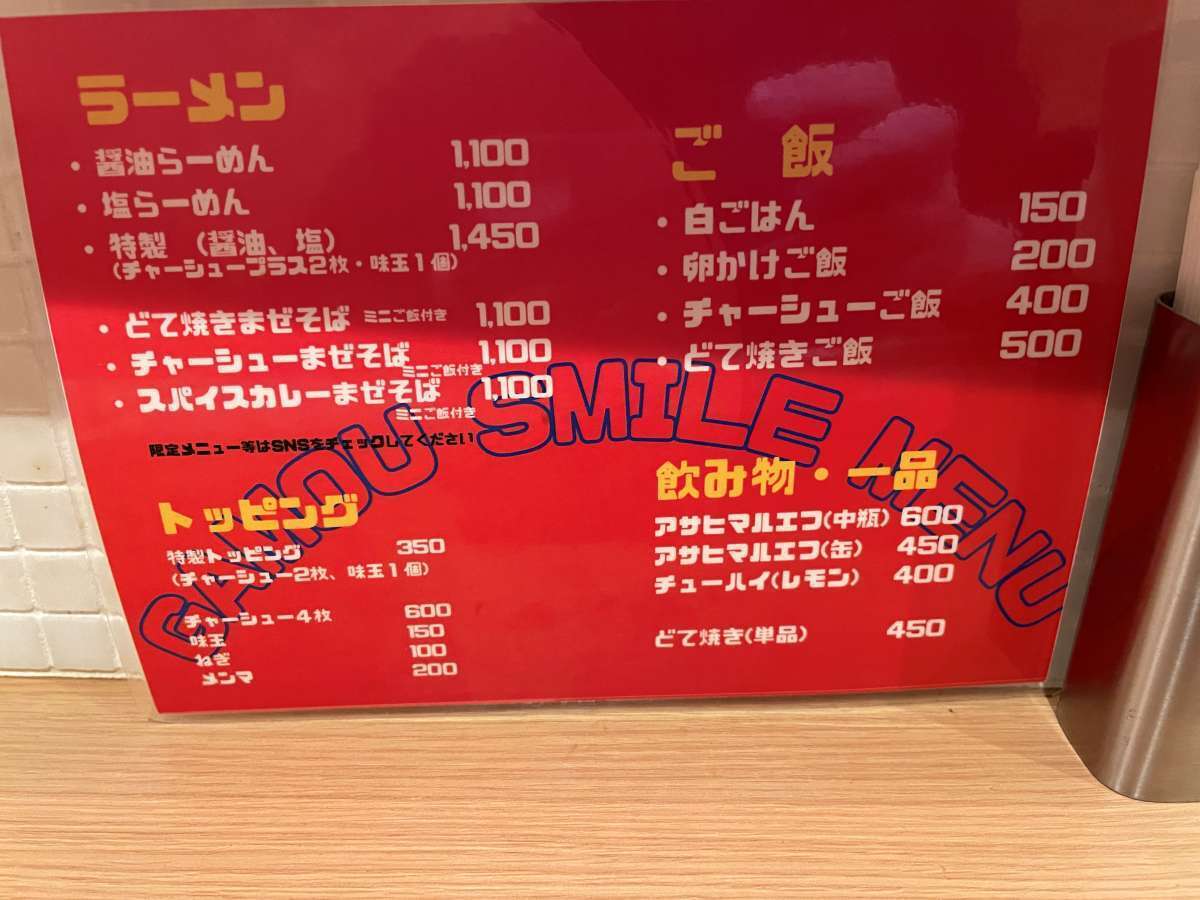 ラーメン
・醤油らーめん 1,100
・塩らーめん 1,100
・特製 (醤油、塩) 1,450
(チャーシュープラス2枚・味玉1個)
・どて焼きまぜそば ミニご飯付き 1,100
・チャーシューまぜそば 1,100
ミニご飯付き
・スパイスカレーまぜそば 1,100
ミニご飯付き
限定メニュー等はSNSをチェックしてください
トッピング
特製トッピング 350
(チャーシュー2枚、味玉1個)
チャーシュー4枚 600
味玉 150
ねぎ 100
メンマ 200
ご飯
・白ごはん 150
・卵かけご飯 200
・チャーシューご飯 400
・どて焼きご飯 500
飲み物・一品
アサヒマルエフ(中瓶) 600
アサヒマルエフ(缶) 450
チューハイ(レモン) 400
どて焼き(単品) 450
GAMOU SMILE MENU